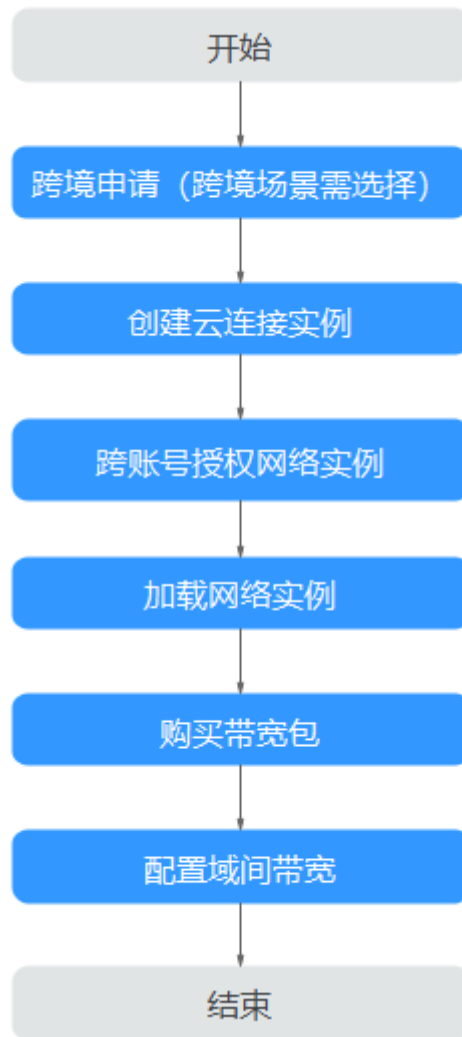 开始
跨境申请（跨境场景需选择）
创建云连接实例
跨账号授权网络实例
加载网络实例
购买带宽包
配置域间带宽
结束